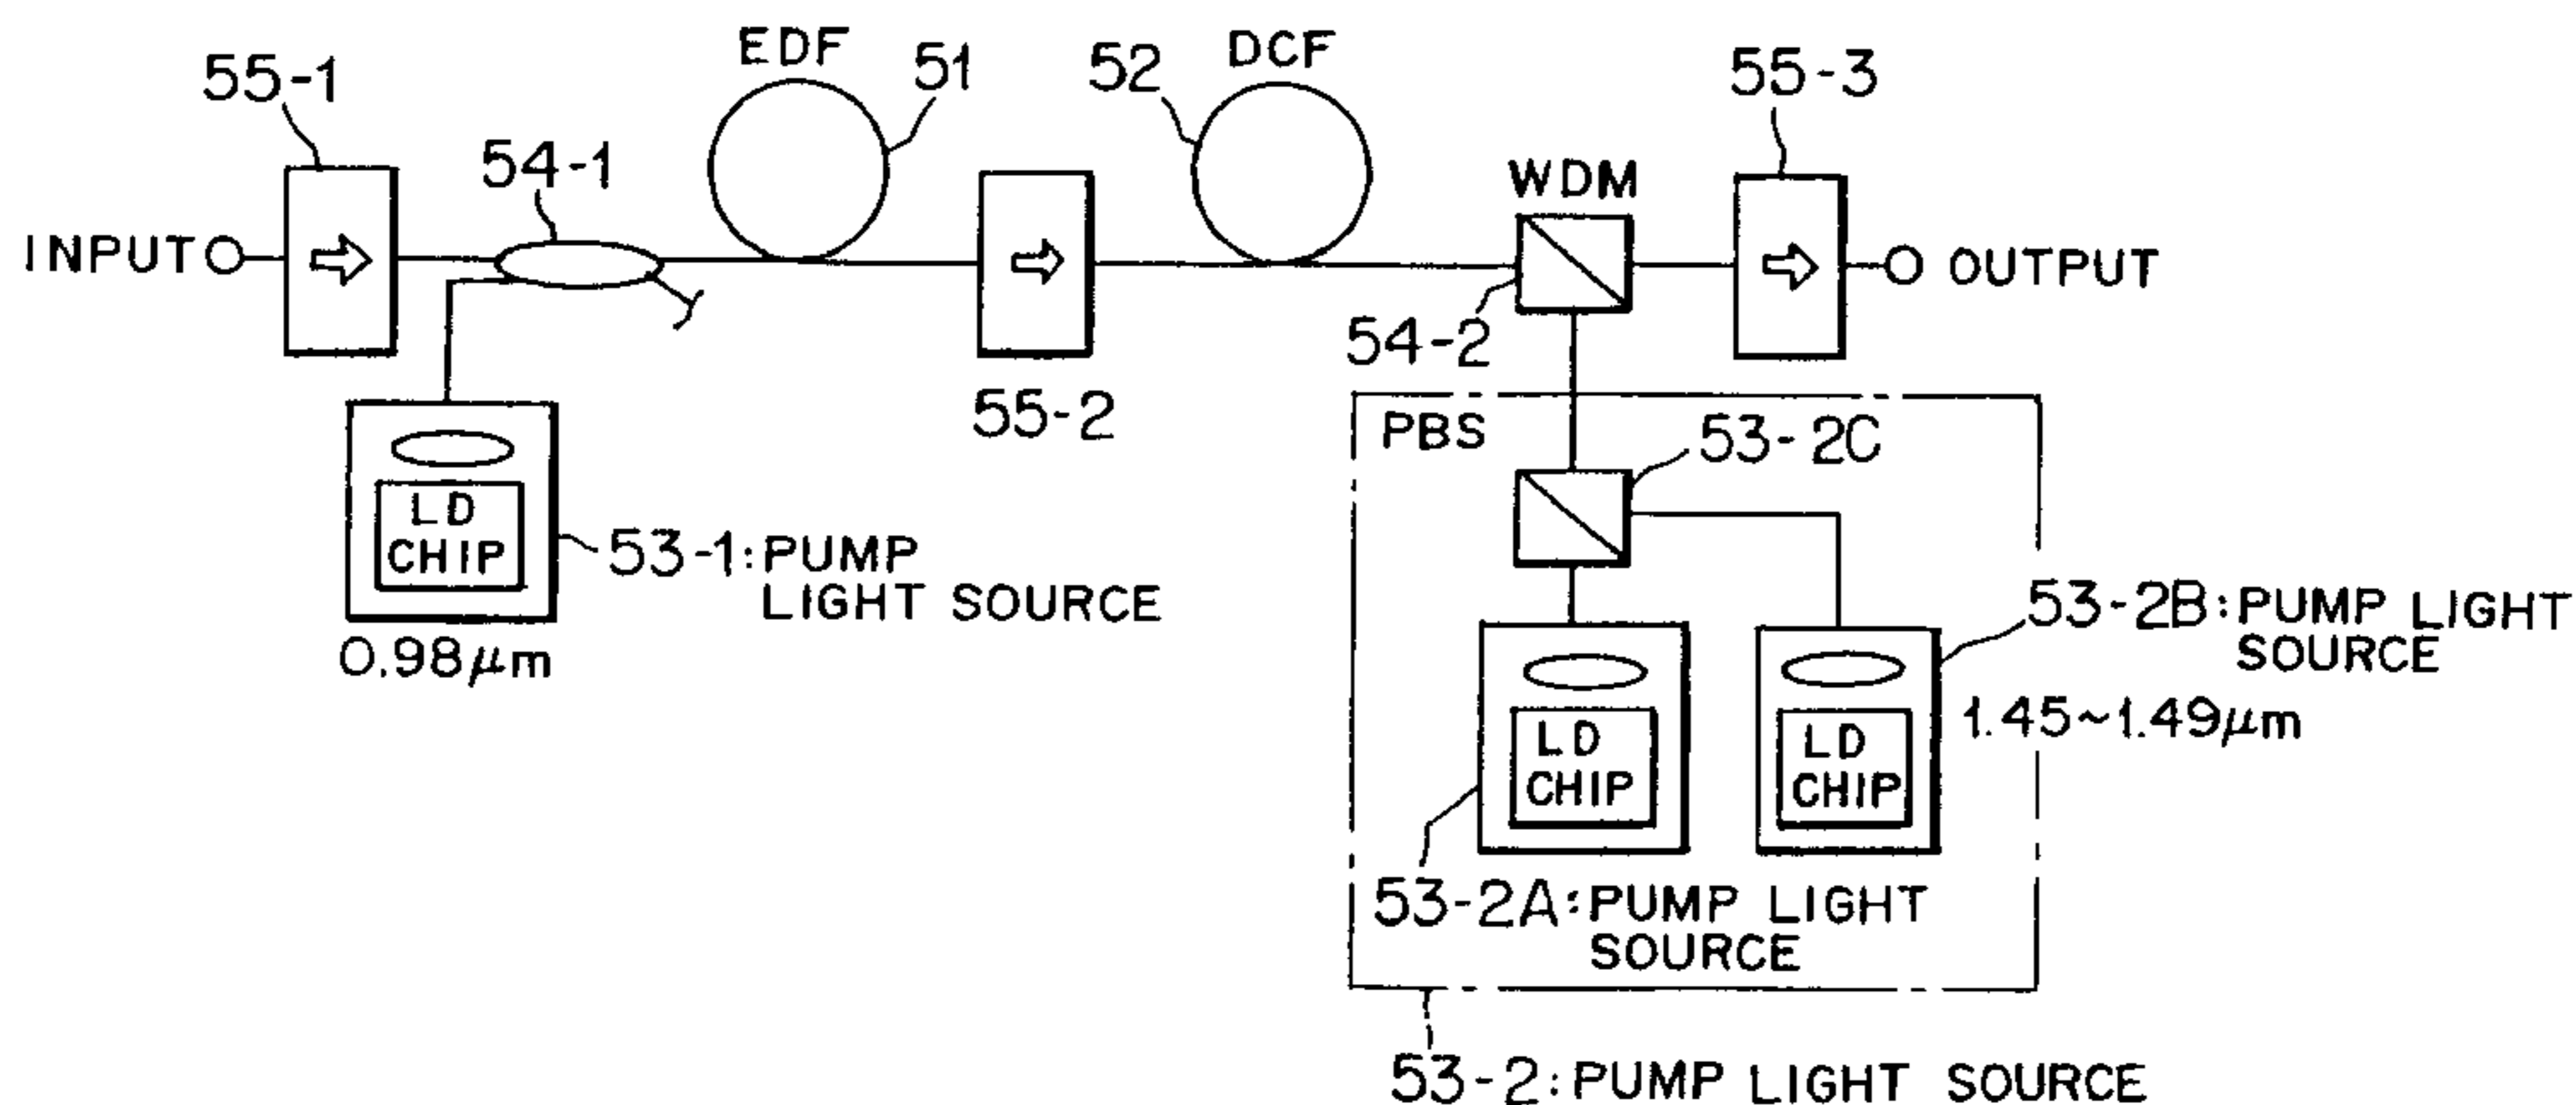 EDF
51
52
DCF
55-1
55-3
54-1
WDM
INPUT
OUTPUT
54-2
55-2
PBS
53-2C
LD
CHIP
53-1: PUMP
LIGHT SOURCE
0.98μm
53-2B: PUMP LIGHT
SOURCE
1.45~1.49μm
LD
CHIP
LD
CHIP
53-2A: PUMP LIGHT
SOURCE
53-2: PUMP LIGHT SOURCE